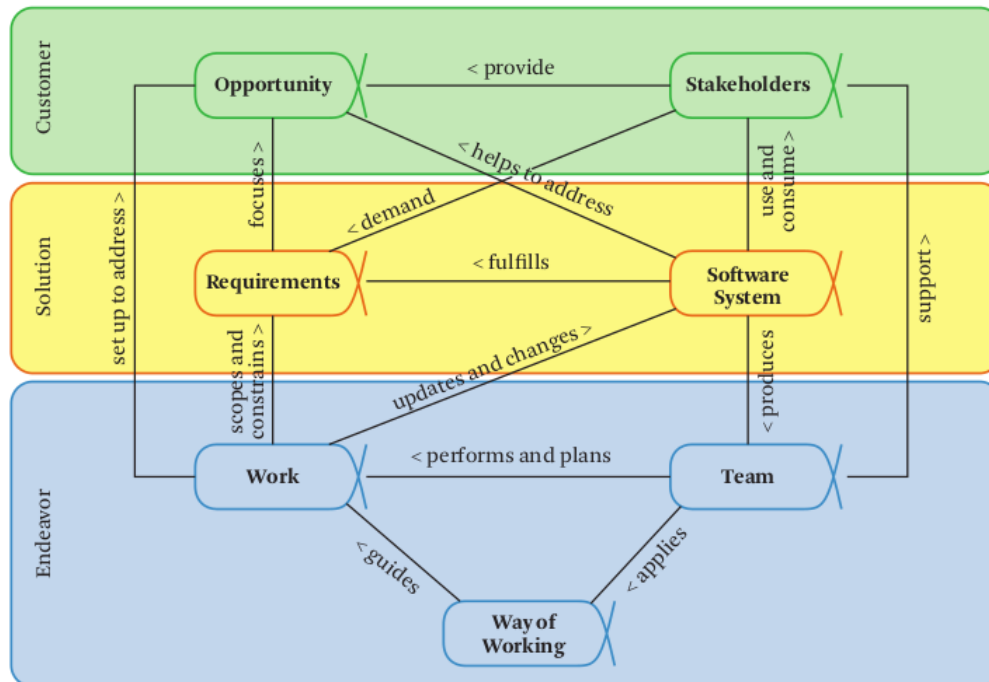 Customer
Opportunity
< provide
Stakeholders
focuses >
< helps to address
< demand
use and
consume >
Solution
set up to address >
Requirements
< fulfills
Software
System
support >
scopes and
constrains >
updates and changes >
< produces
Endeavor
Work
< performs and plans
Team
< guides
< applies
Way of
Working